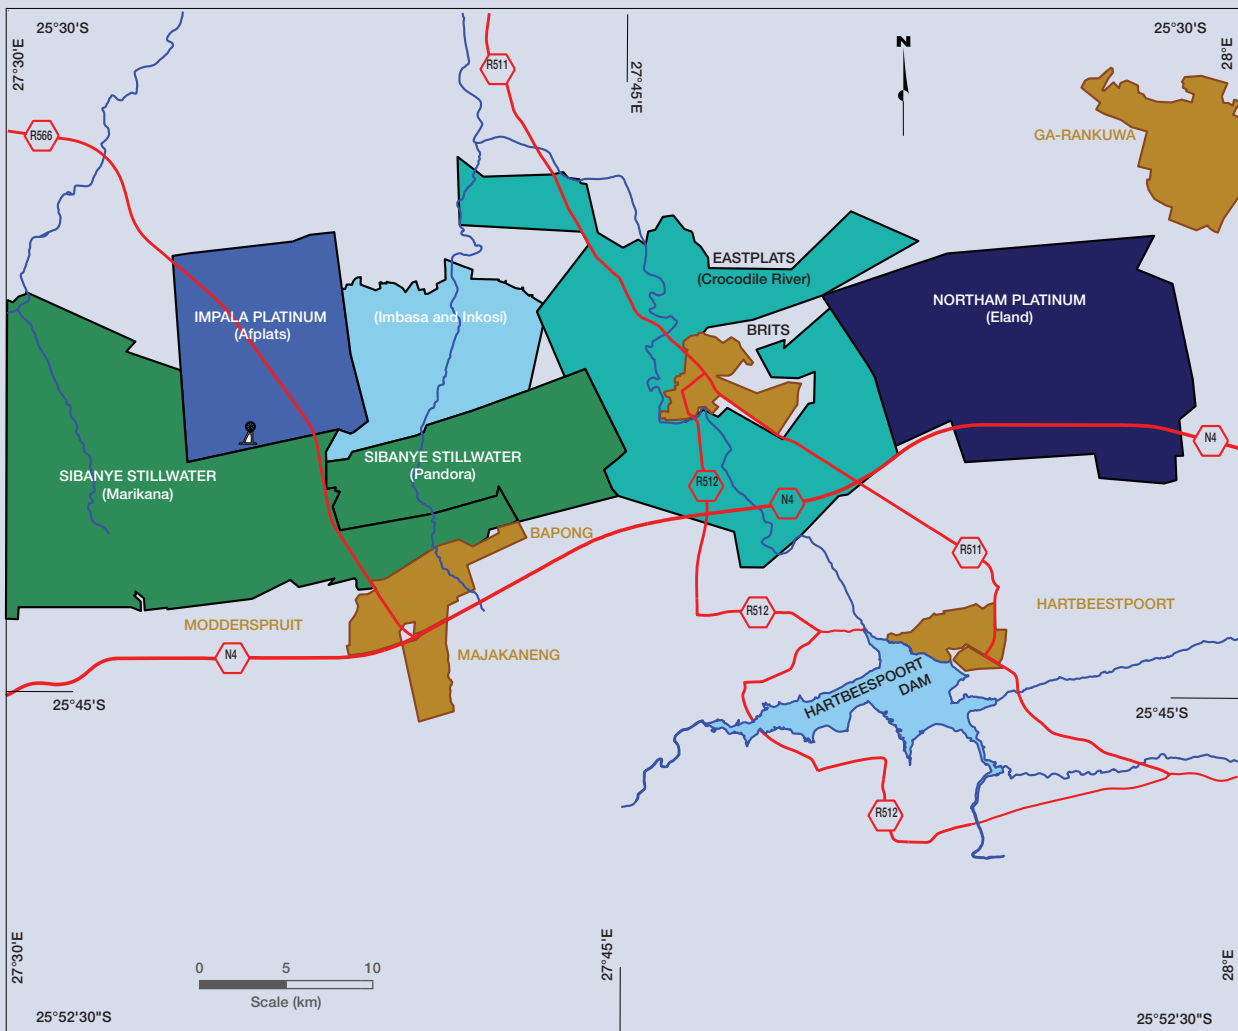 25°30'S
25°30'S
27°30'E
27°45'E
28°E
N
R511
R566
GA-RANKUWA
EASTPLATS
(Crocodile River)
NORTHAM PLATINUM
(Eland)
IMPALA PLATINUM
(Afplats)
(Imbasa and Inkosi)
BRITS
N4
SIBANYE STILLWATER
(Pandora)
SIBANYE STILLWATER
(Marikana)
R512
N4
BAPONG
R511
R512
HARTBEESTPOORT
MODDERSPRUIT
N4
MAJAKANENG
HARTBEESPOORT
DAM
25°45'S
25°45'S
R512
27°30'E
27°45'E
28°E
0 5 10
Scale (km)
25°52'30"S
25°52'30"S